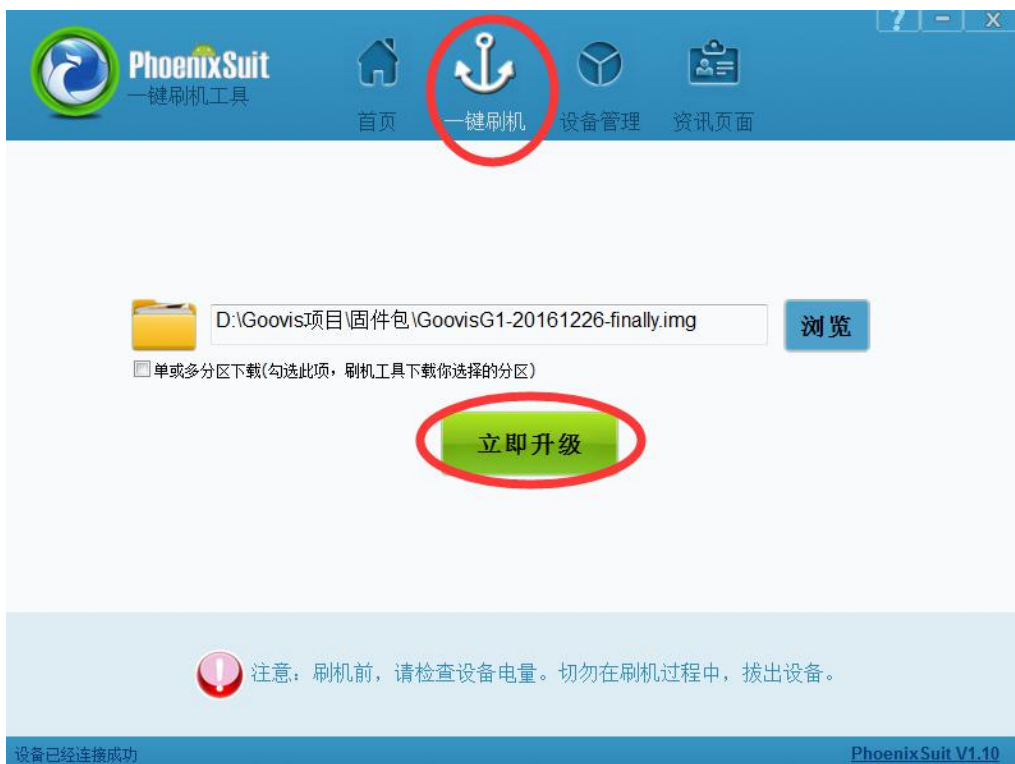 ? - X
PhoenixSuit
一键刷机工具
首页 一键刷机 设备管理 资讯页面
D:\Goovis项目\固件包\GoovisG1-20161226-finally.img
浏览
单或多分区下载(勾选此项，刷机工具下载你选择的分区)
立即升级
注意：刷机前，请检查设备电量。切勿在刷机过程中，拔出设备。
设备已经连接成功
PhoenixSuit V1.10